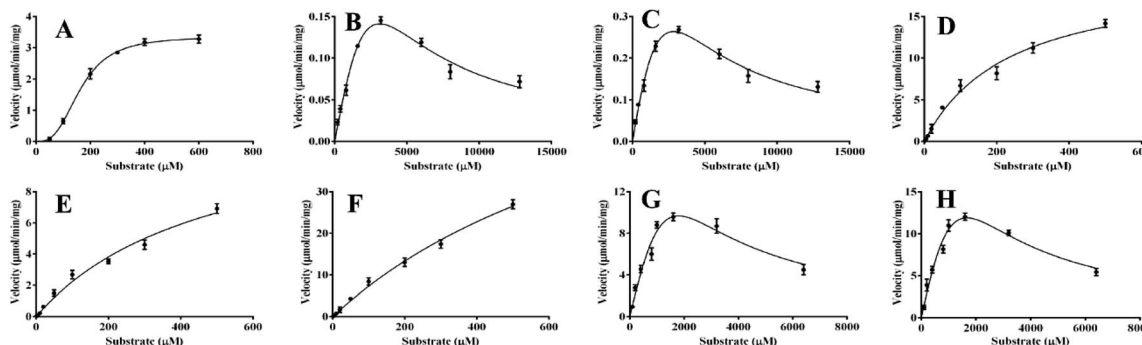 A
Velocity (μmol/min/mg)
4
3
2
1
0
0 200 400 600 800
Substrate (μM)
B
Velocity (μmol/min/mg)
0.15
0.10
0.05
0.00
0 5000 10000 15000
Substrate (μM)
C
Velocity (μmol/min/mg)
0.3
0.2
0.1
0.0
0 5000 10000 15000
Substrate (μM)
D
Velocity (μmol/min/mg)
15
10
5
0
0 200 400 600
Substrate (μM)
E
Velocity (μmol/min/mg)
8
6
4
2
0
0 200 400 600
Substrate (μM)
F
Velocity (μmol/min/mg)
30
20
10
0
0 200 400 600
Substrate (μM)
G
Velocity (μmol/min/mg)
12
9
6
3
0
0 2000 4000 6000 8000
Substrate (μM)
H
Velocity (μmol/min/mg)
15
10
5
0
0 2000 4000 6000 8000
Substrate (μM)